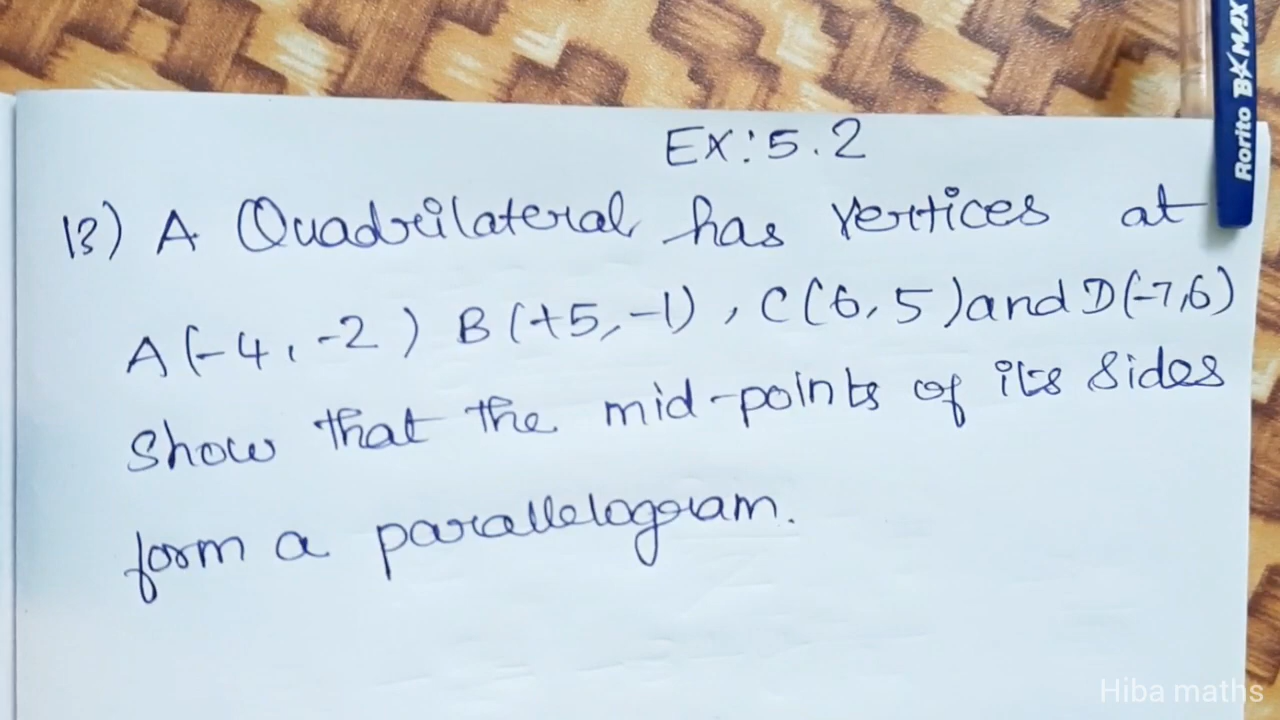 Rorito B★MAX
Ex: 5.2
13) A Quadrilateral has vertices at
A(-4, -2) B(+5, -1), C(6, 5) and D(-7,6)
Show that the mid-points of its sides
form a parallelogram.
Hiba maths